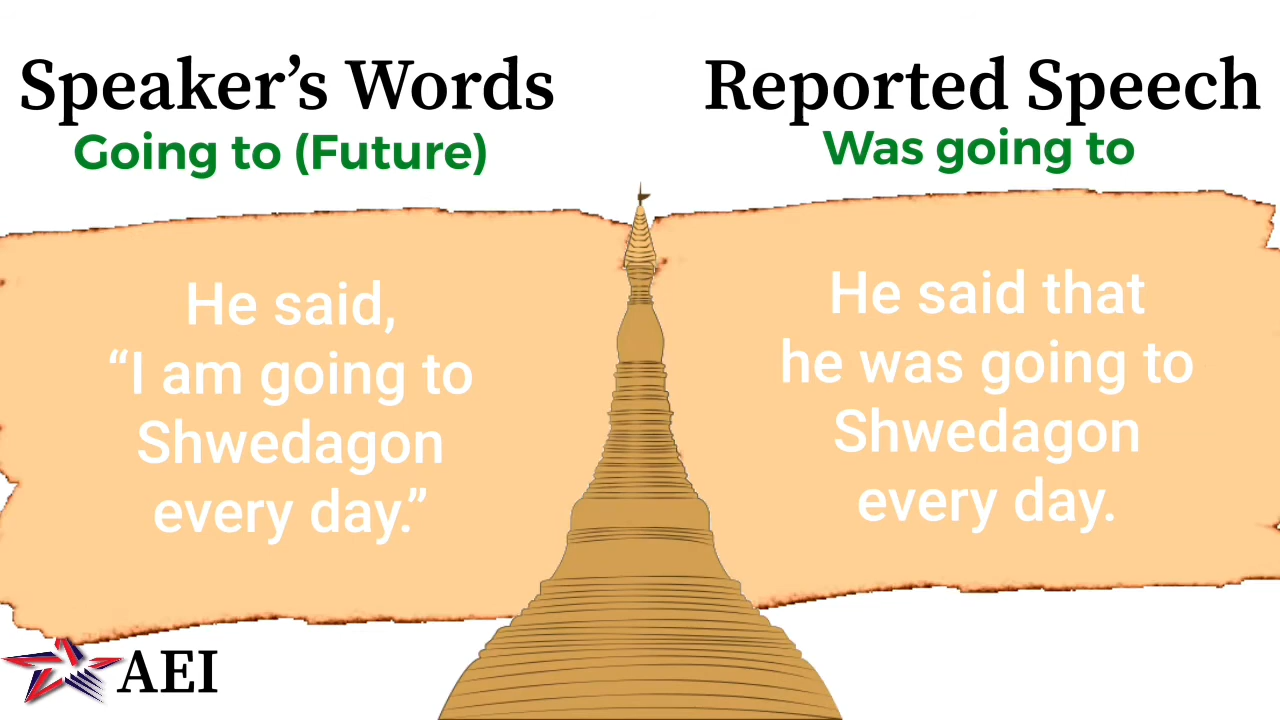 Speaker’s Words
Going to (Future)
He said,
“I am going to
Shwedagon
every day.”
Reported Speech
Was going to
He said that
he was going to
Shwedagon
every day.
AEI